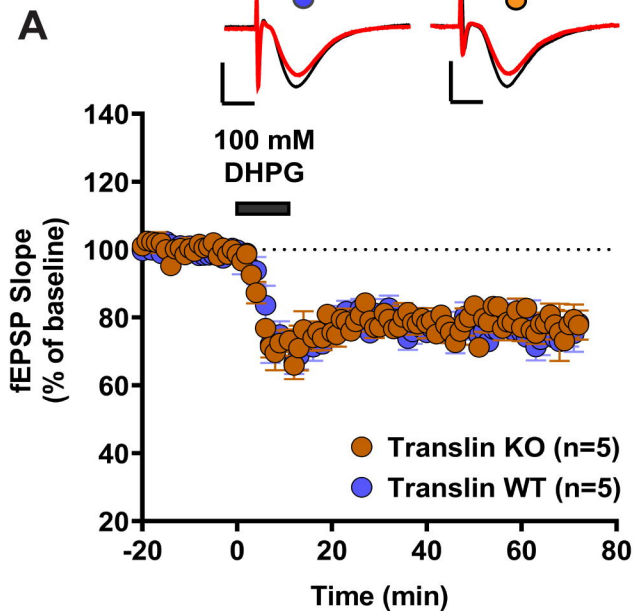 A
140
100 mM
DHPG
120
100
80
60
40
20
fEPSP Slope
(% of baseline)
Translin KO (n=5)
Translin WT (n=5)
-20 0 20 40 60 80
Time (min)